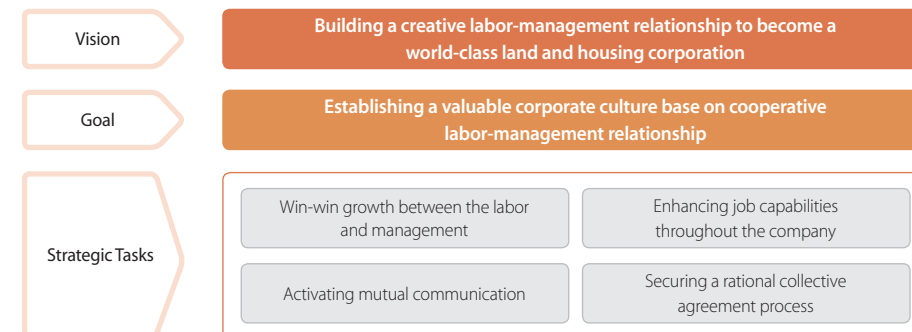 Vision
Building a creative labor-management relationship to become a
world-class land and housing corporation
Goal
Establishing a valuable corporate culture base on cooperative
labor-management relationship
Strategic Tasks
Win-win growth between the labor
and management
Enhancing job capabilities
throughout the company
Activating mutual communication
Securing a rational collective
agreement process